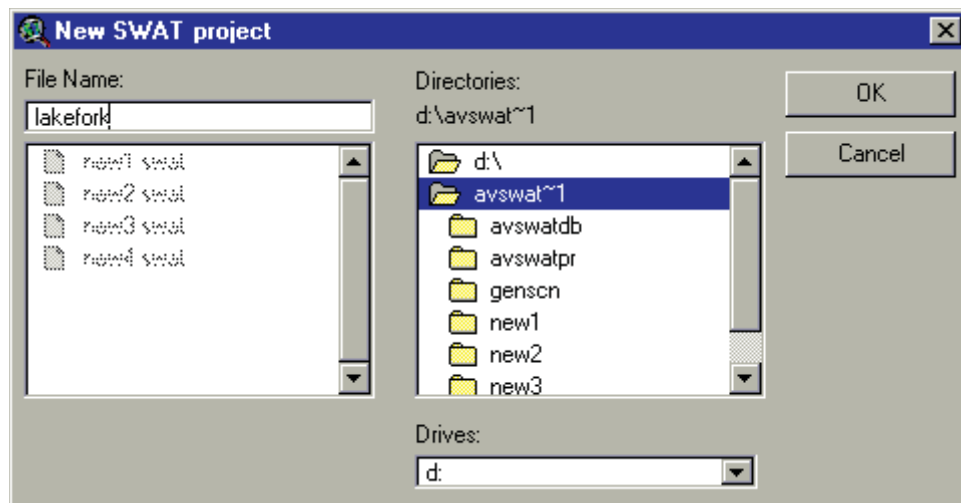 New SWAT project
File Name:
lakefork
new1.swat
new2.swat
new3.swat
new4.swat
Directories:
d:\avswat~1
d:\
avswat~1
avswatdb
avswatpr
genscn
new1
new2
new3
Drives:
d:
OK
Cancel